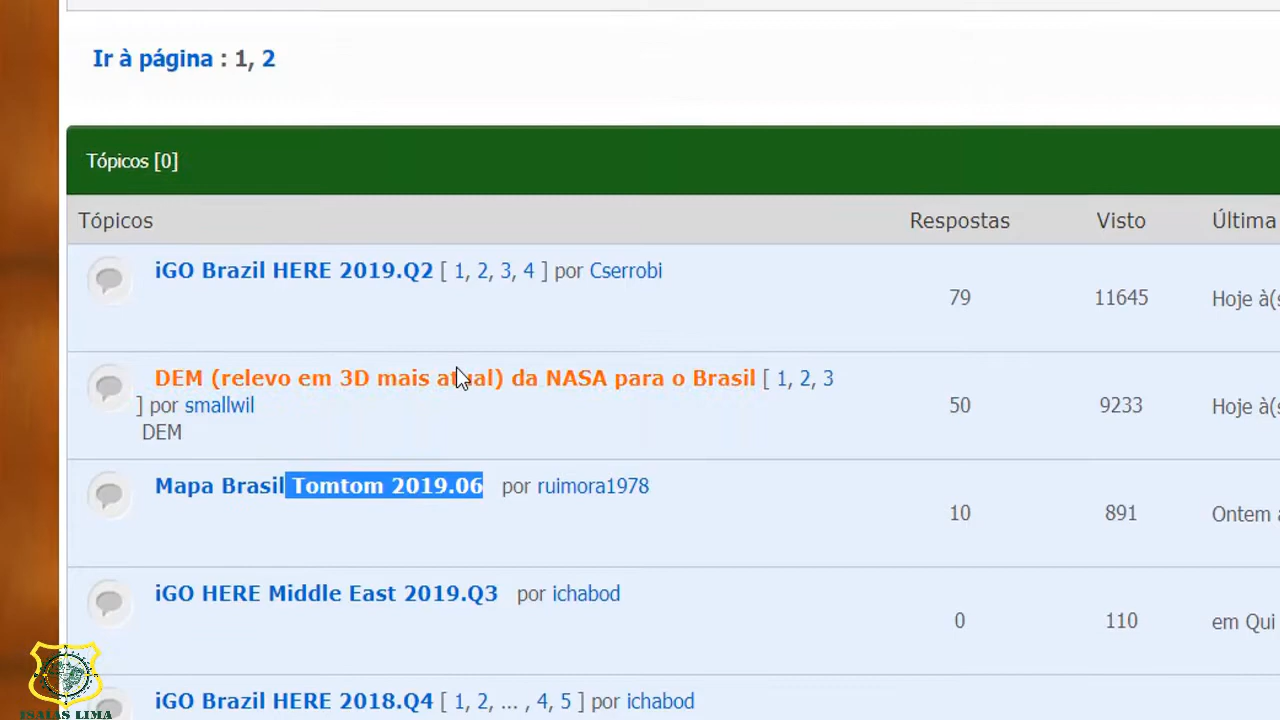 Ir à página : 1, 2
Tópicos [0]
Tópicos Respostas Visto Última
iGO Brazil HERE 2019.Q2 [ 1, 2, 3, 4 ] por Cserrobi
79 11645 Hoje à(s
DEM (relevo em 3D mais atual) da NASA para o Brasil [ 1, 2, 3
] por smallwil 50 9233 Hoje à(s
DEM
Mapa Brasil Tomtom 2019.06 por ruimora1978
10 891 Ontem
iGO HERE Middle East 2019.Q3 por ichabod
0 110 em Qui
iGO Brazil HERE 2018.Q4 [ 1, 2, ... , 4, 5 ] por ichabod
ISAIAS LIMA